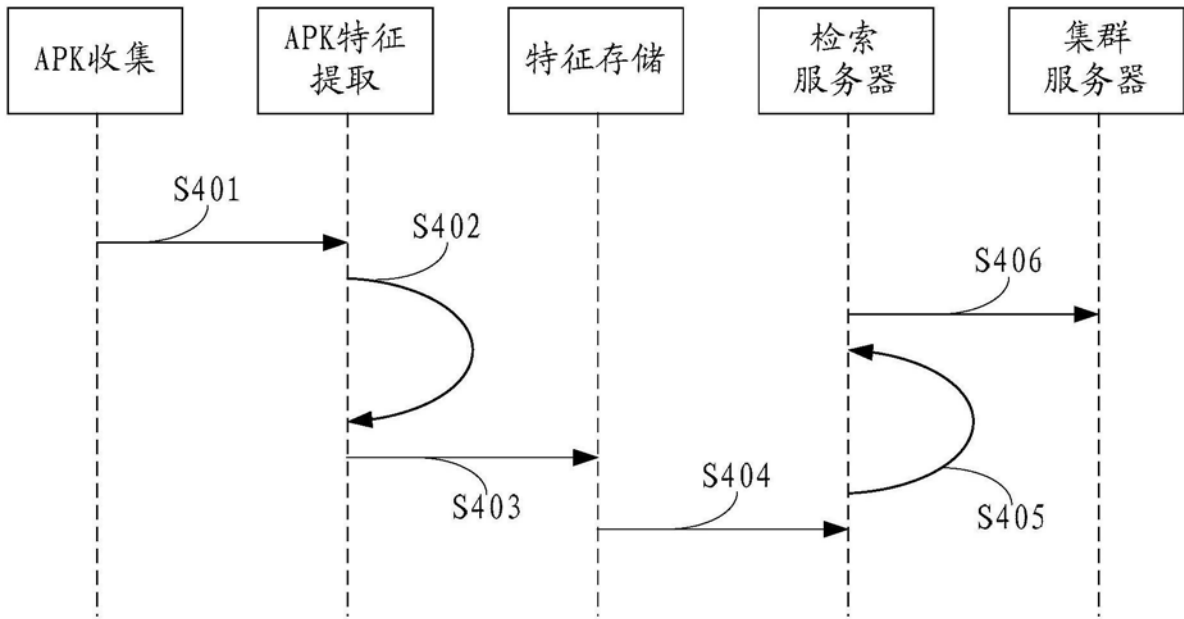 APK收集
APK特征
提取
特征存储
检索
服务器
集群
服务器
S401
S402
S406
S403
S404
S405